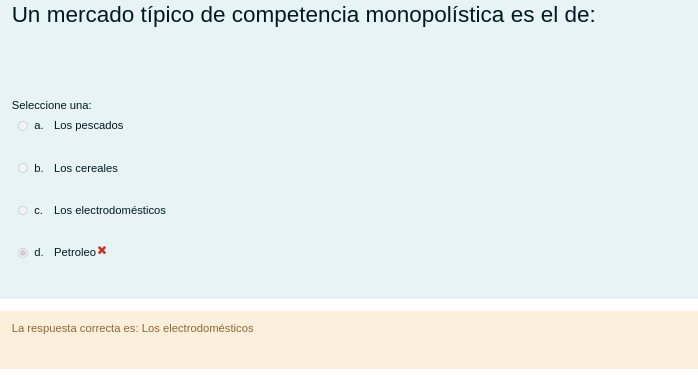 Un mercado típico de competencia monopolística es el de:
Seleccione una:
a. Los pescados
b. Los cereales
c. Los electrodomésticos
d. Petroleo
La respuesta correcta es: Los electrodomésticos